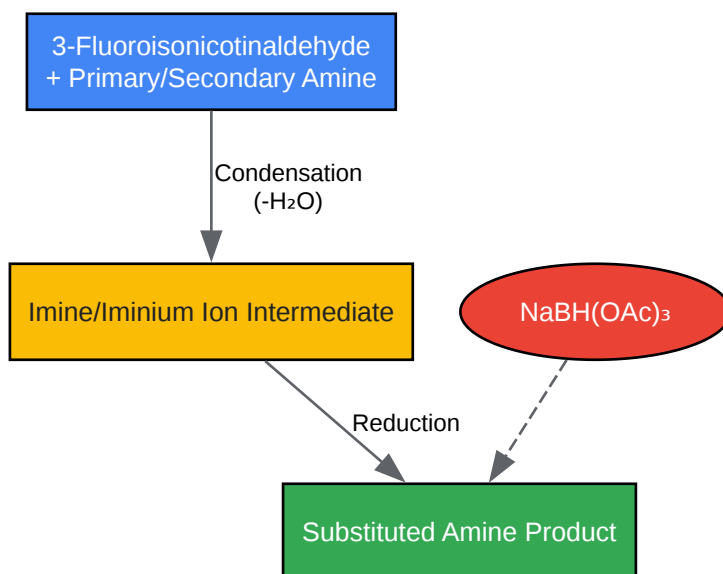 3-Fluoroisonicotinaldehyde
+ Primary/Secondary Amine
Condensation
(-H₂O)
Imine/Iminium Ion Intermediate
NaBH(OAc)₃
Reduction
Substituted Amine Product